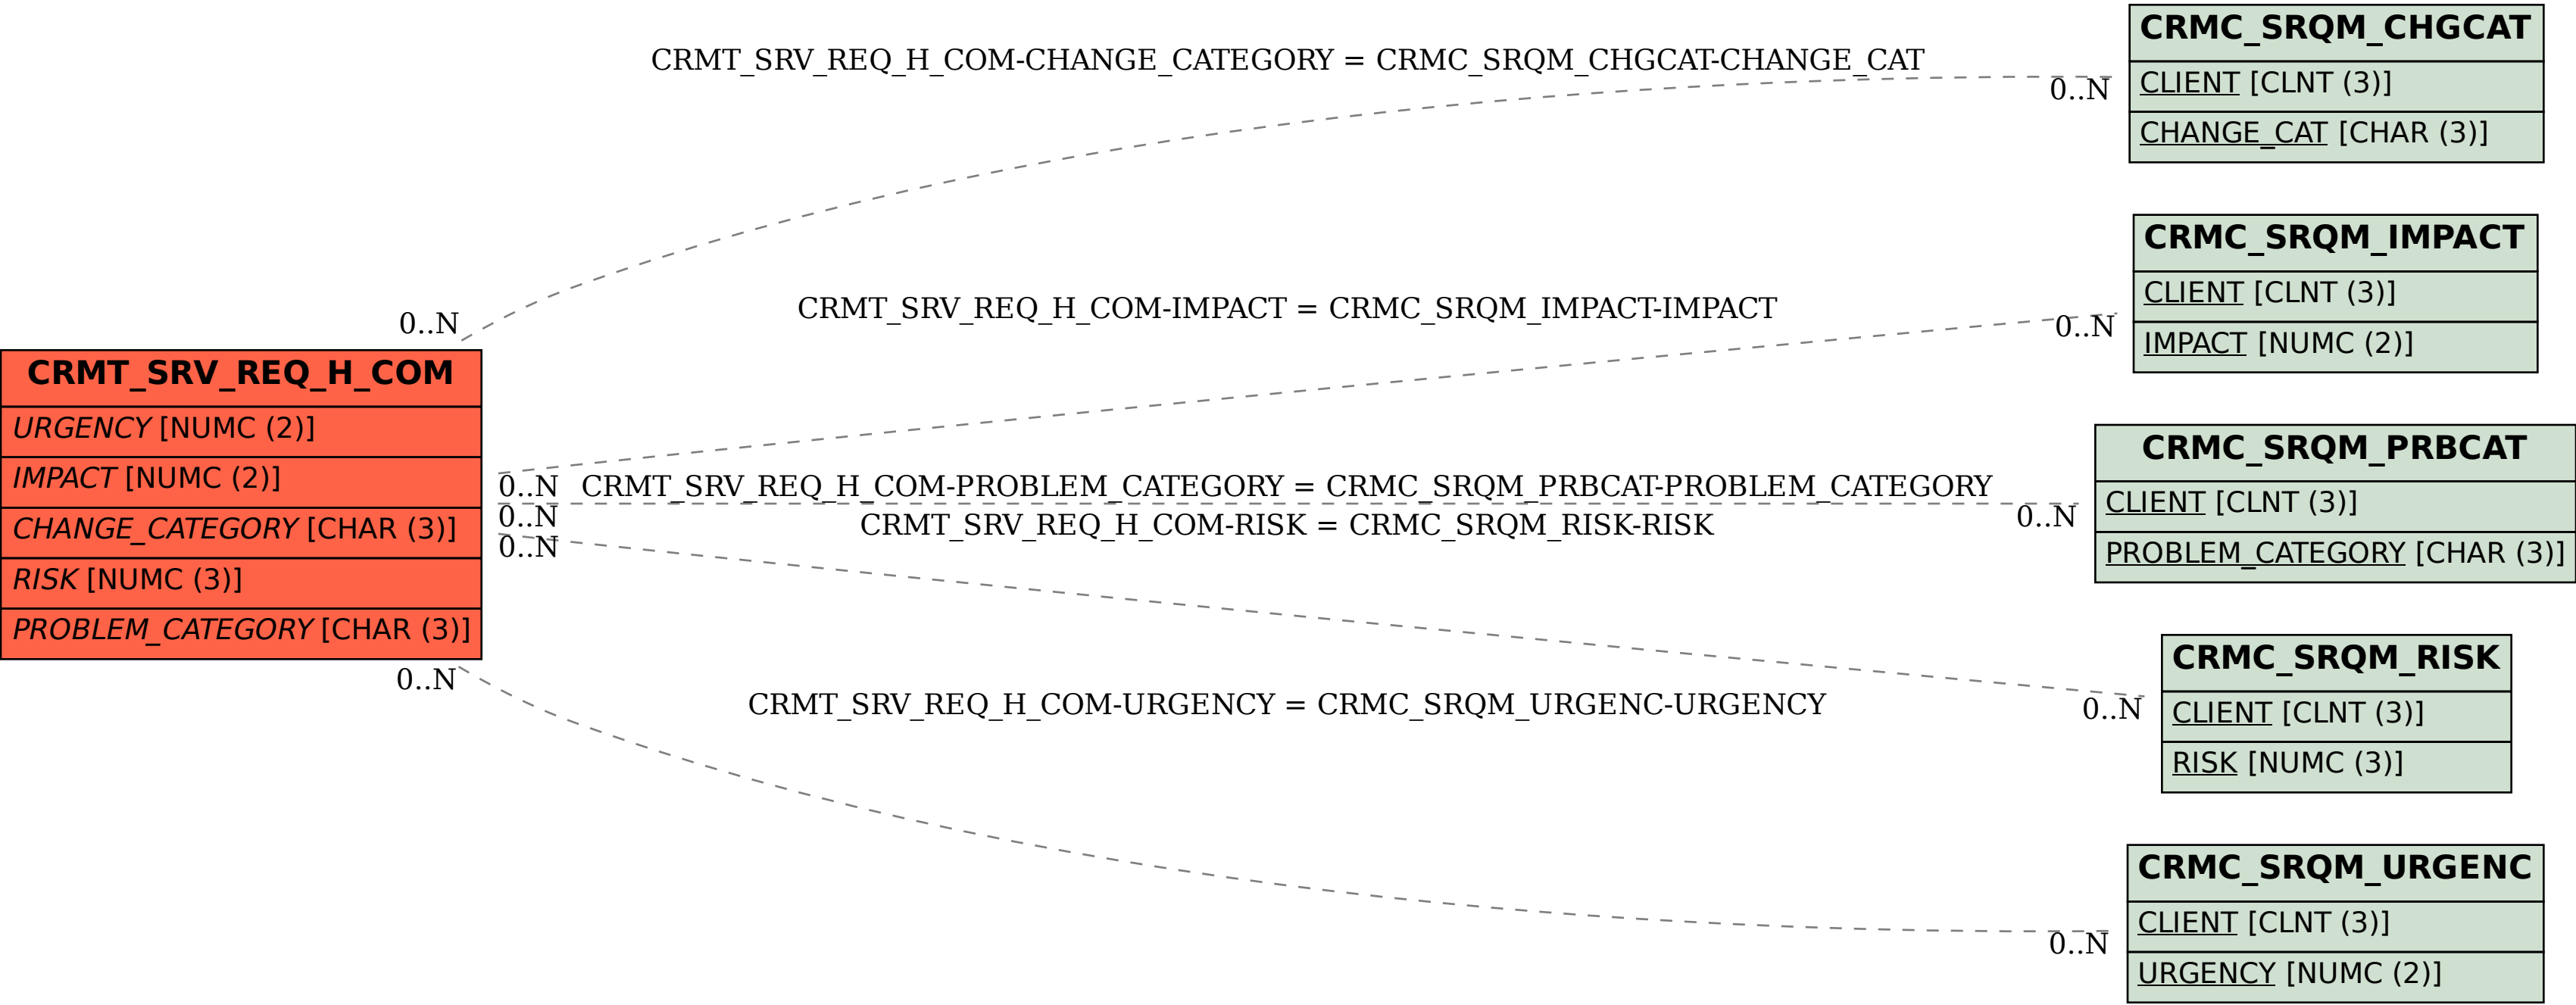 CRMT_SRV_REQ_H_COM
URGENCY [NUMC (2)]
IMPACT [NUMC (2)]
CHANGE_CATEGORY [CHAR (3)]
RISK [NUMC (3)]
PROBLEM_CATEGORY [CHAR (3)]
CRMT_SRV_REQ_H_COM-CHANGE_CATEGORY = CRMC_SRQM_CHGCAT-CHANGE_CAT
0..N
0..N
CRMT_SRV_REQ_H_COM-IMPACT = CRMC_SRQM_IMPACT-IMPACT
0..N
0..N
CRMT_SRV_REQ_H_COM-PROBLEM_CATEGORY = CRMC_SRQM_PRBCAT-PROBLEM_CATEGORY
0..N
0..N
CRMT_SRV_REQ_H_COM-RISK = CRMC_SRQM_RISK-RISK
0..N
0..N
CRMT_SRV_REQ_H_COM-URGENCY = CRMC_SRQM_URGENC-URGENCY
0..N
0..N
CRMC_SRQM_CHGCAT
CLIENT [CLNT (3)]
CHANGE_CAT [CHAR (3)]
CRMC_SRQM_IMPACT
CLIENT [CLNT (3)]
IMPACT [NUMC (2)]
CRMC_SRQM_PRBCAT
CLIENT [CLNT (3)]
PROBLEM_CATEGORY [CHAR (3)]
CRMC_SRQM_RISK
CLIENT [CLNT (3)]
RISK [NUMC (3)]
CRMC_SRQM_URGENC
CLIENT [CLNT (3)]
URGENCY [NUMC (2)]